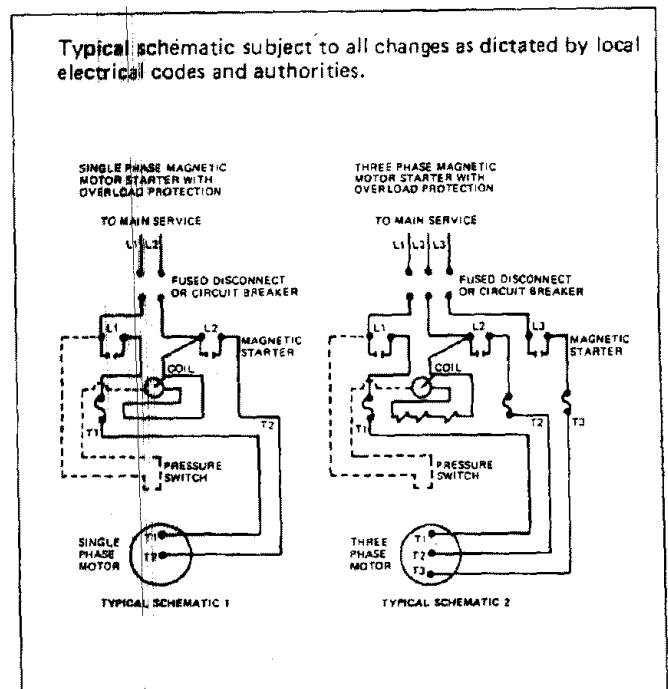 Typical schematic subject to all changes as dictated by local
electrical codes and authorities.
SINGLE PHASE MAGNETIC
MOTOR STARTER WITH
OVERLOAD PROTECTION
TO MAIN SERVICE
L1 L2
FUSED DISCONNECT
OR CIRCUIT BREAKER
L1
L2
MAGNETIC
STARTER
COIL
T1
T2
PRESSURE
SWITCH
SINGLE
PHASE
MOTOR
T1
T2
TYPICAL SCHEMATIC 1
THREE PHASE MAGNETIC
MOTOR STARTER WITH
OVERLOAD PROTECTION
TO MAIN SERVICE
L1 L3 L3
FUSED DISCONNECT
OR CIRCUIT BREAKER
L1
L2
L3
MAGNETIC
STARTER
COIL
T1
T2
T3
PRESSURE
SWITCH
THREE
PHASE
MOTOR
T1
T2
T3
TYPICAL SCHEMATIC 2